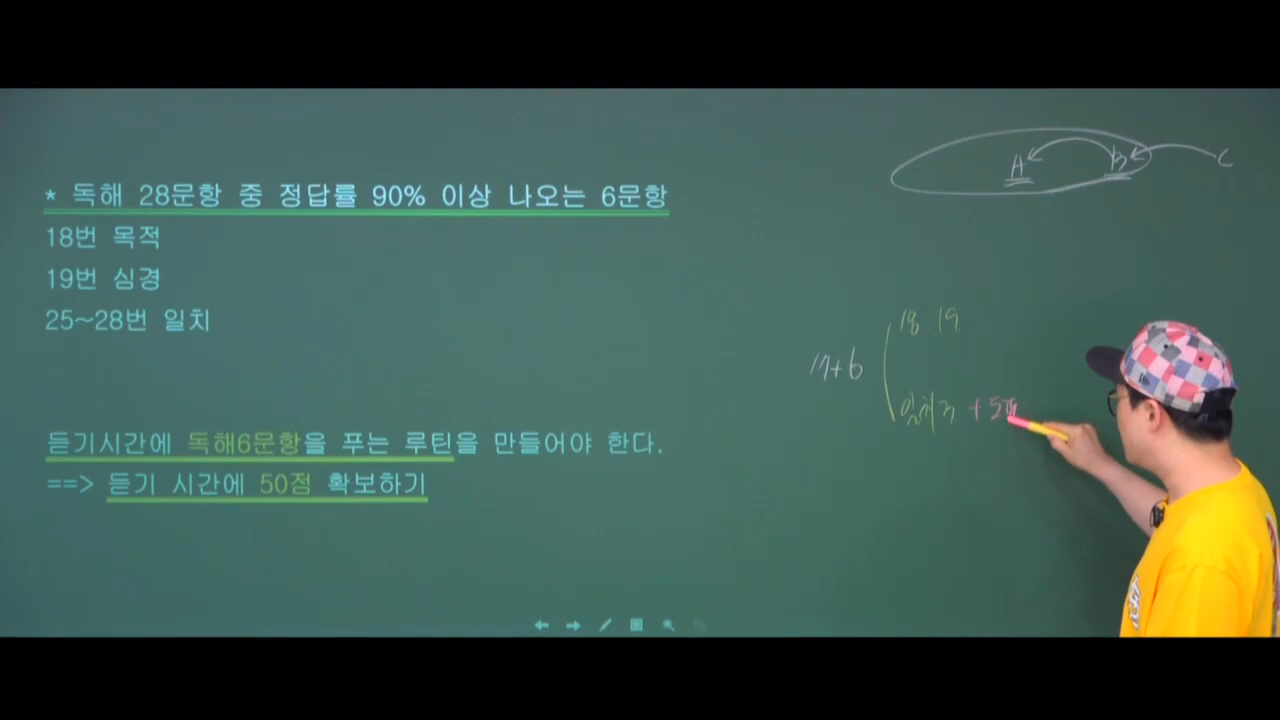 * 독해 28문항 중 정답률 90% 이상 나오는 6문항
18번 목적
19번 심경
25~28번 일치
듣기시간에 독해6문항을 푸는 루틴을 만들어야 한다.
==> 듣기 시간에 50점 확보하기
A B C
18. 19
17+6
일치 + 5